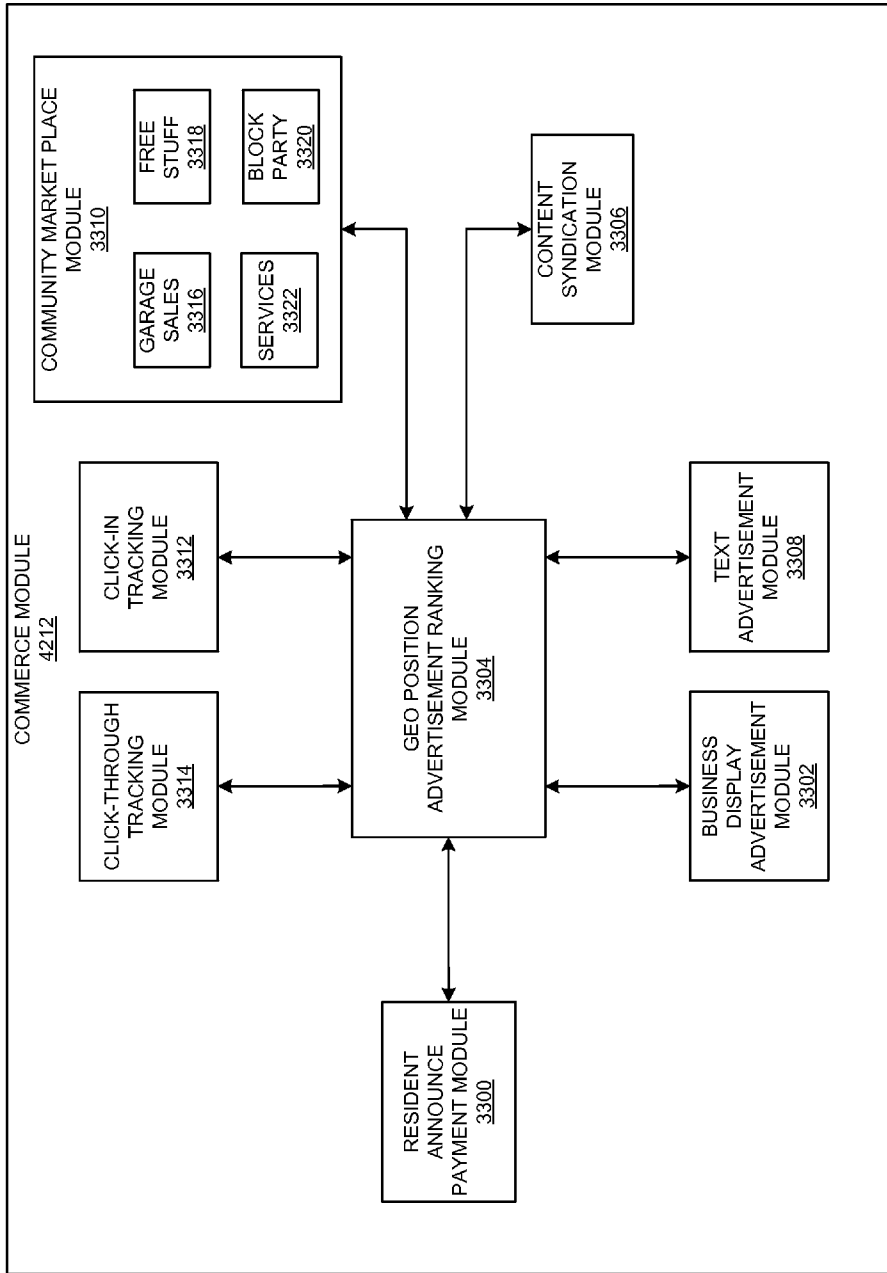 COMMERCE MODULE
4212
COMMUNITY MARKET PLACE
MODULE
3310
GARAGE
SALES
3316
FREE
STUFF
3318
SERVICES
3322
BLOCK
PARTY
3320
CLICK-THROUGH
TRACKING
MODULE
3314
CLICK-IN
TRACKING
MODULE
3312
RESIDENT
ANNOUNCE
PAYMENT MODULE
3300
GEO POSITION
ADVERTISEMENT RANKING
MODULE
3304
CONTENT
SYNDICATION
MODULE
3306
BUSINESS
DISPLAY
ADVERTISEMENT
MODULE
3302
TEXT
ADVERTISEMENT
MODULE
3308